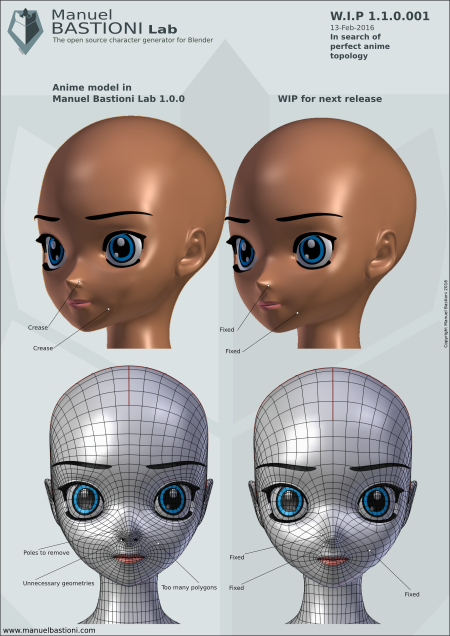 Manuel
BASTIONI Lab
The open source character generator for Blender
W.I.P 1.1.0.001
13-Feb-2016
In search of
perfect anime
topology
Anime model in
Manuel Bastioni Lab 1.0.0
WIP for next release
Crease
Crease
Fixed
Fixed
Copyright Manuel Bastioni 2016
Poles to remove
Unnecessary geometries
Too many polygons
Fixed
Fixed
Fixed
www.manuelbastioni.com